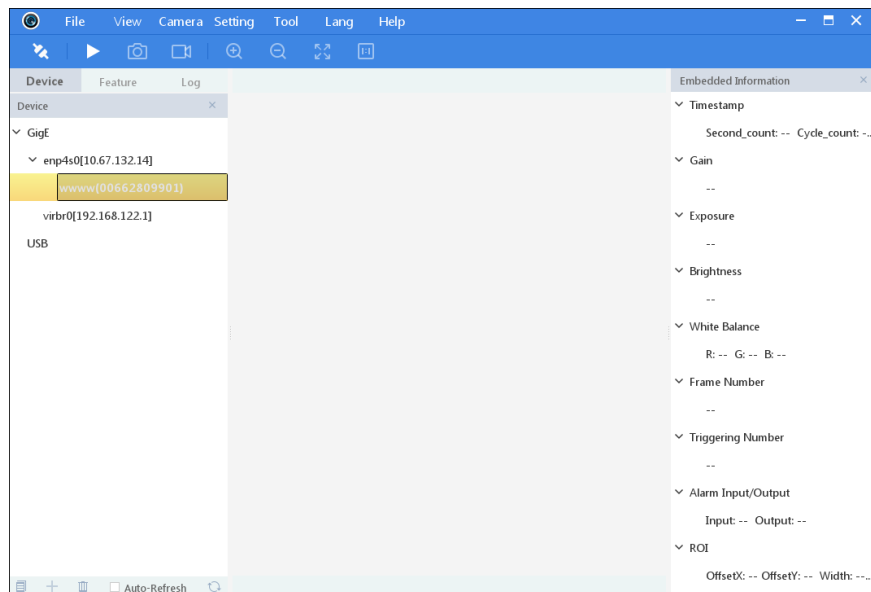 File View Camera Setting Tool Lang Help
1:1
Device Feature Log
Device
GigE
enp4s0[10.67.132.14]
wwww(00662809901)
virbr0[192.168.122.1]
USB
Auto-Refresh
Embedded Information
Timestamp
Second_count: -- Cycle_count: -..
Gain
--
Exposure
--
Brightness
--
White Balance
R: -- G: -- B: --
Frame Number
--
Triggering Number
--
Alarm Input/Output
Input: -- Output: --
ROI
OffsetX: -- OffsetY: -- Width: --..